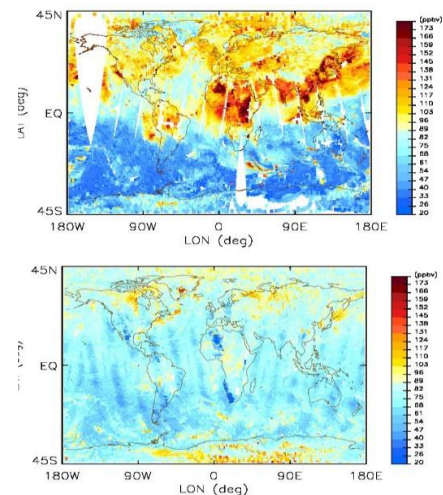 45N
EQ
45S
LAT (deg)
180W
90W
0
90E
180E
LON (deg)
(ppbv)
173
166
159
152
145
138
131
124
117
110
103
96
89
82
75
68
61
54
47
40
33
26
20
45N
EQ
45S
180W
90W
0
90E
180E
LON (deg)
(ppbv)
173
166
159
152
145
138
131
124
117
110
103
96
89
82
75
68
61
54
47
40
33
26
20